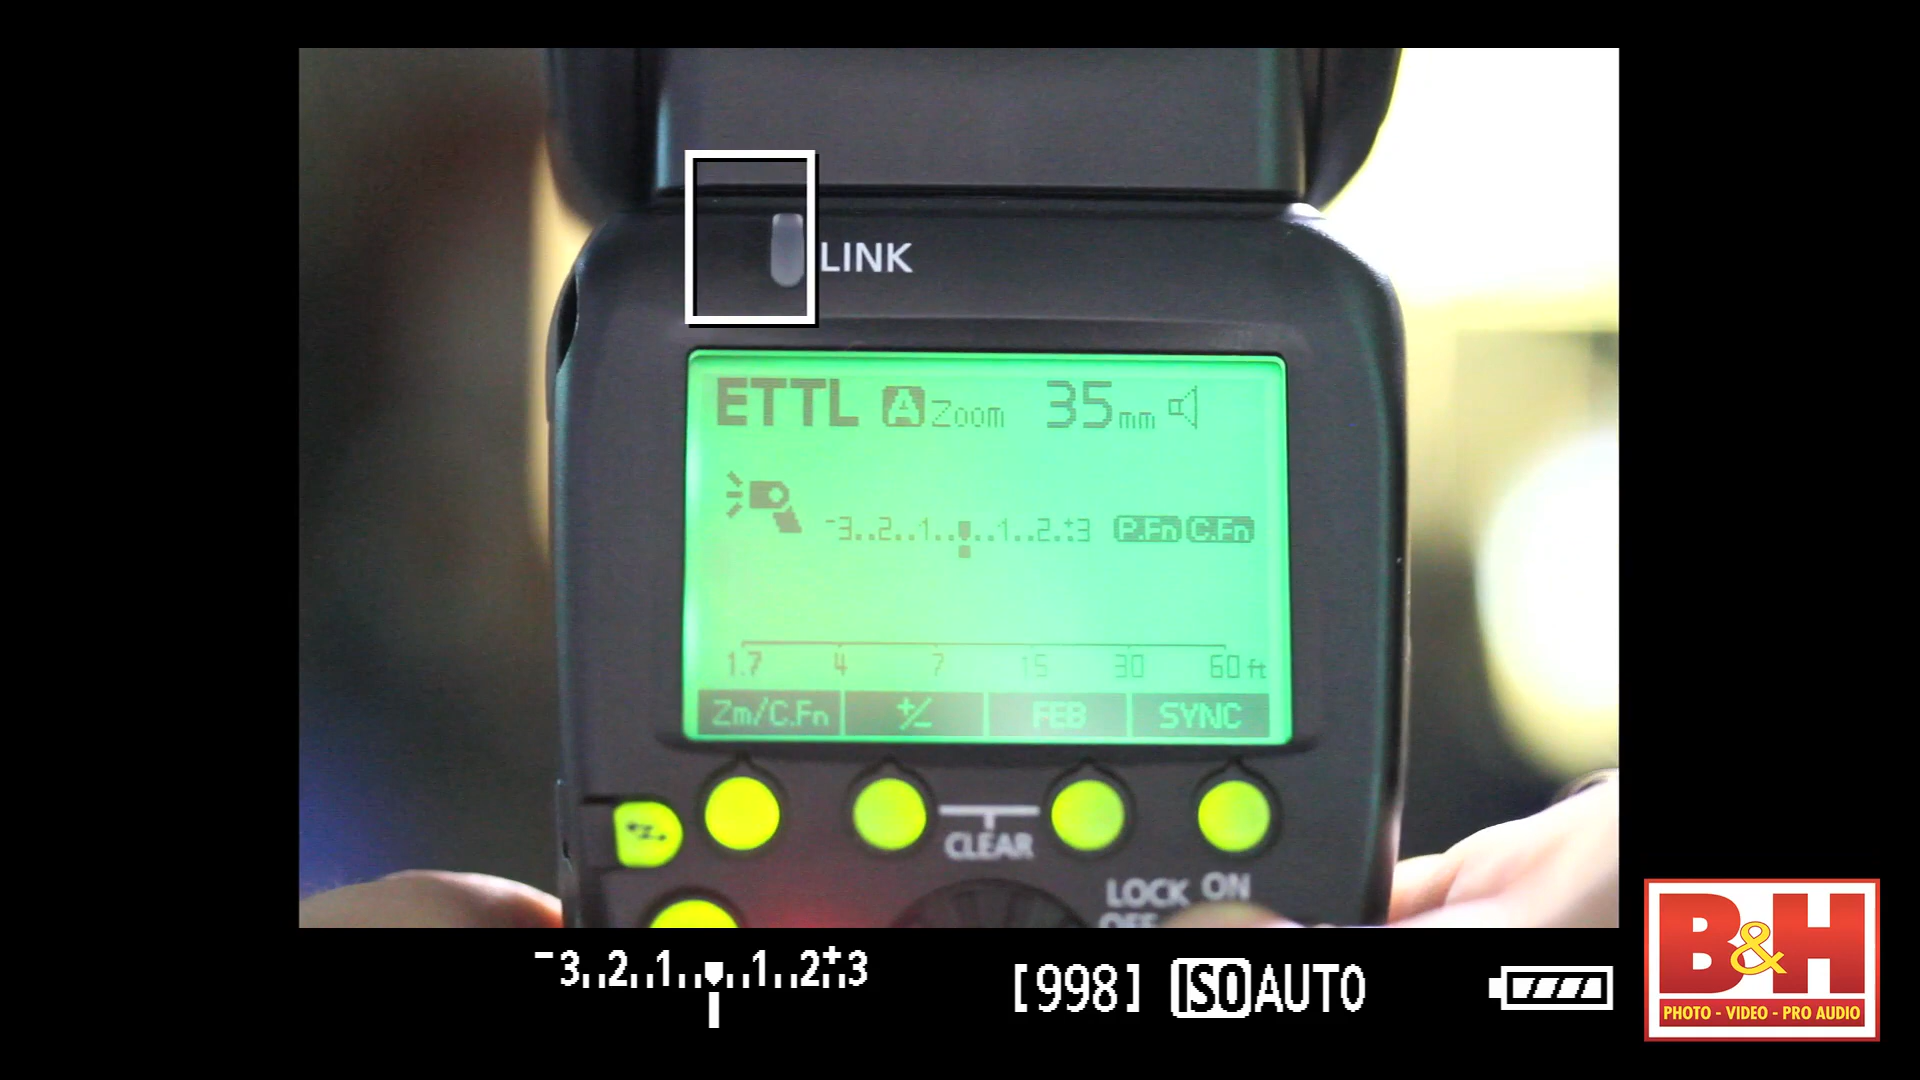 LINK
ETTL A Zoom 35mm
-3..2..1..●..1..2..+3 P.Fn C.Fn
1.7 4 7 15 30 60 ft
Zm/C.Fn +/- FEB SYNC
CLEAR
LOCK ON
OFF
-3..2..1..●..1..2..+3 [998] ISO AUTO
B&H
PHOTO - VIDEO - PRO AUDIO